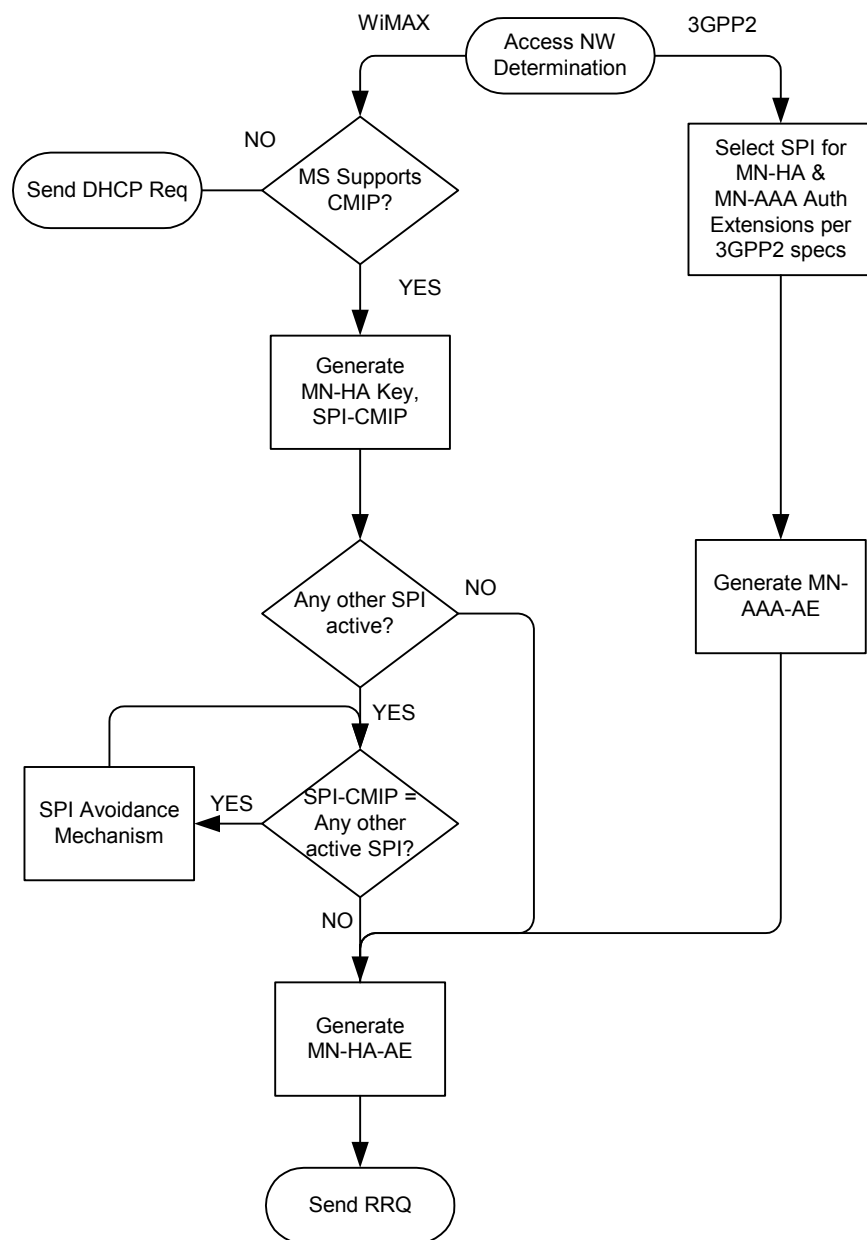 WiMAX
Access NW
Determination
3GPP2
NO
Send DHCP Req
MS Supports
CMIP?
Select SPI for
MN-HA &
MN-AAA Auth
Extensions per
3GPP2 specs
YES
Generate
MN-HA Key,
SPI-CMIP
Any other SPI
active?
NO
Generate MN-
AAA-AE
YES
SPI Avoidance
Mechanism
YES
SPI-CMIP =
Any other
active SPI?
NO
Generate
MN-HA-AE
Send RRQ